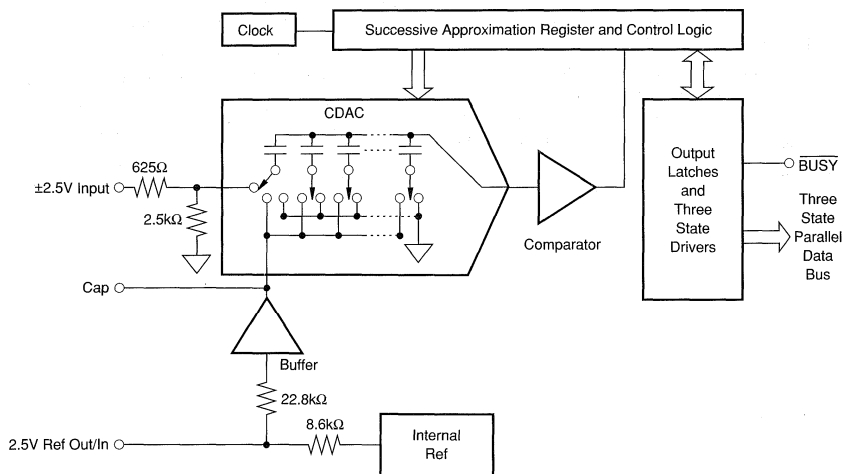 Clock
Successive Approximation Register and Control Logic
CDAC
625Ω
±2.5V Input
2.5kΩ
Comparator
Output
Latches
and
Three
State
Drivers
BUSY
Three
State
Parallel
Data
Bus
Cap
Buffer
22.8kΩ
8.6kΩ
2.5V Ref Out/In
Internal
Ref